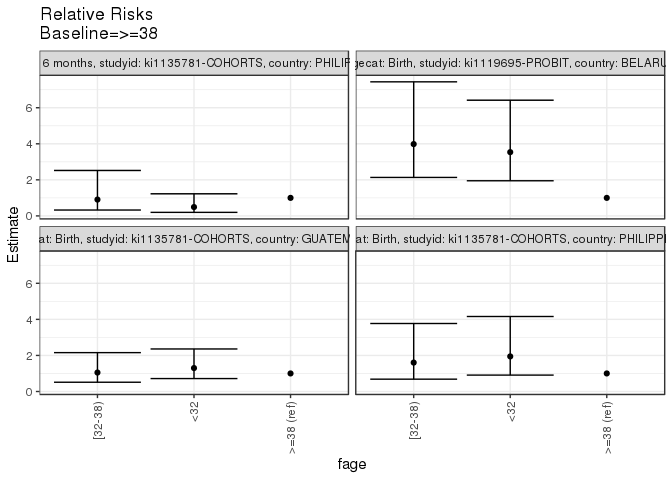 Relative Risks
Baseline=>=38
6 months, studyid: ki1135781-COHORTS, country: PHILIP
gecat: Birth, studyid: ki1119695-PROBIT, country: BELARU
6
4
2
0
at: Birth, studyid: ki1135781-COHORTS, country: GUATEM
at: Birth, studyid: ki1135781-COHORTS, country: PHILIPPI
6
4
2
0
Estimate
[32-38)
<32
>=38 (ref)
[32-38)
<32
>=38 (ref)
fage